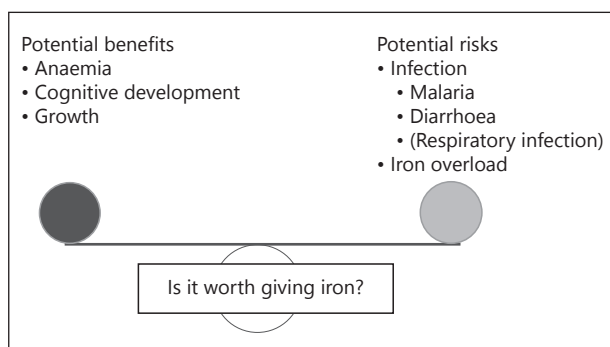 Potential benefits
• Anaemia
• Cognitive development
• Growth
Potential risks
• Infection
• Malaria
• Diarrhoea
• (Respiratory infection)
• Iron overload
Is it worth giving iron?